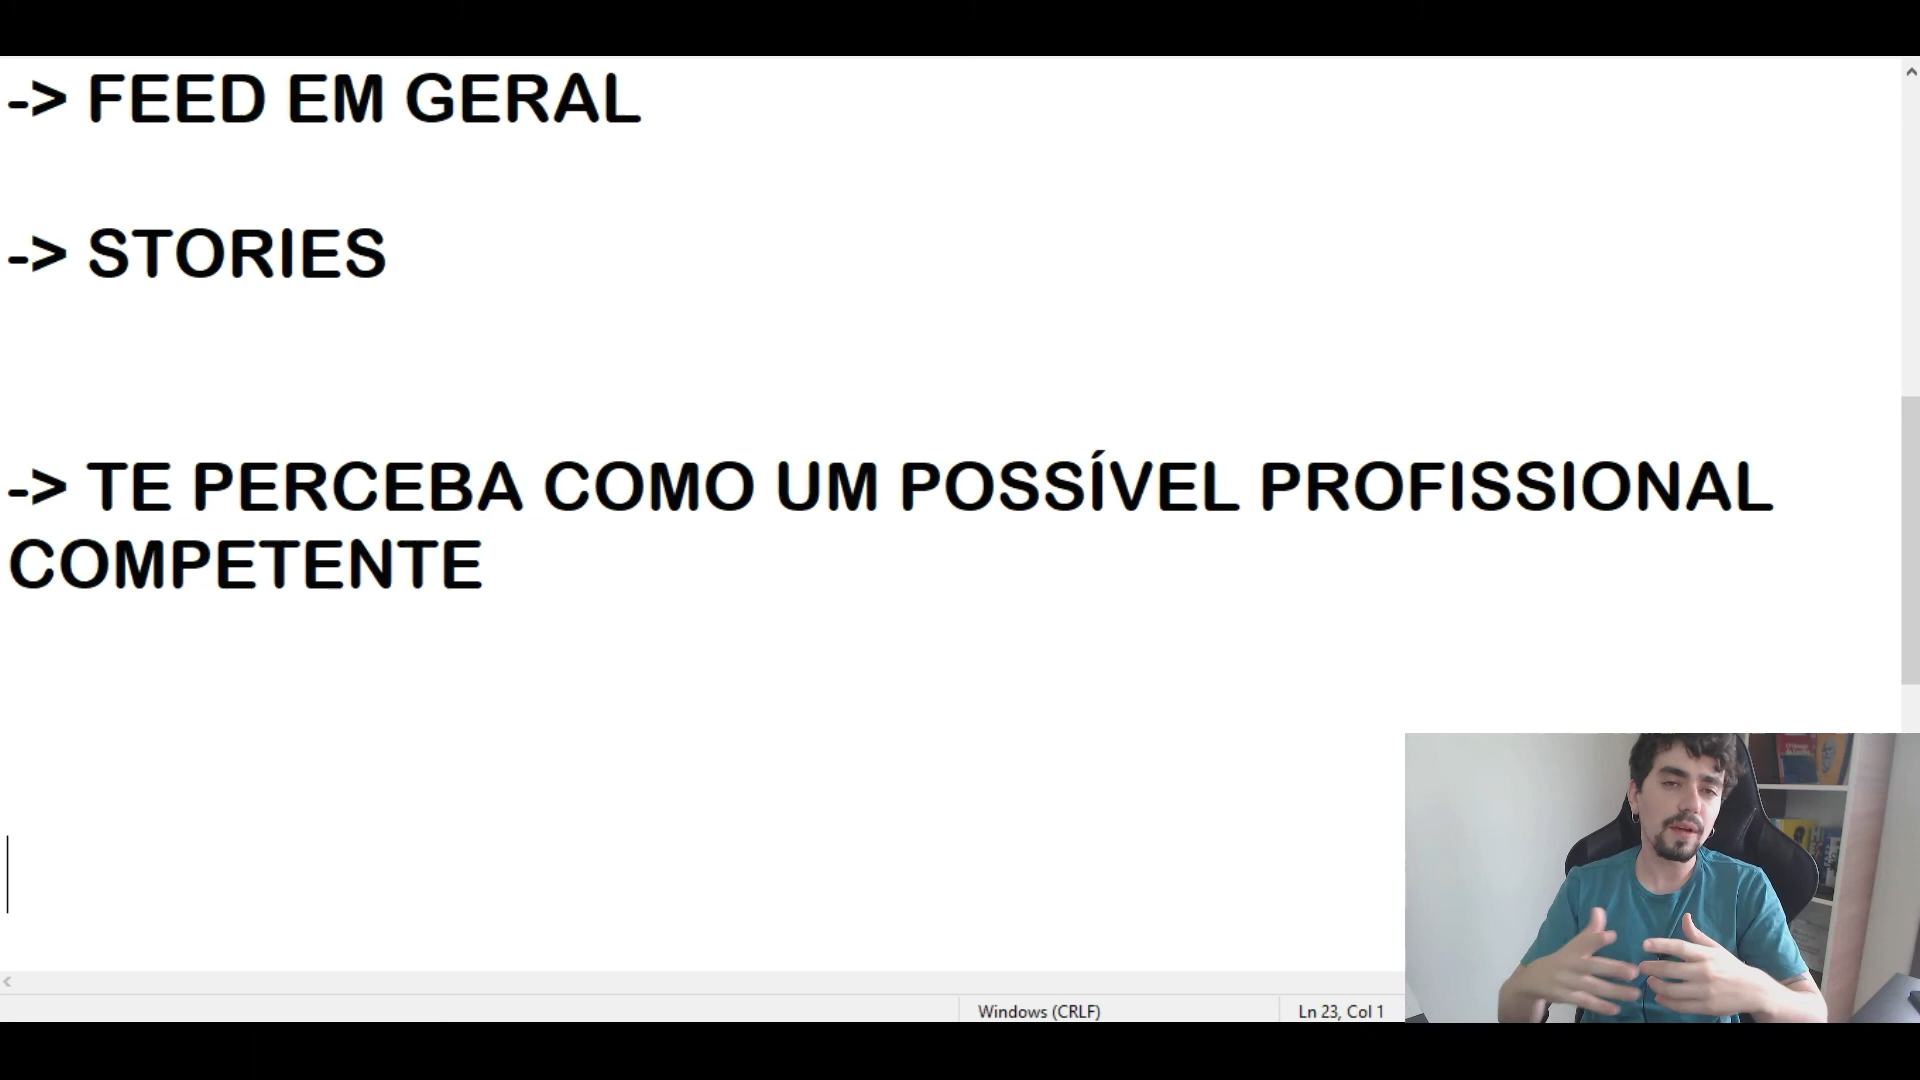 -> FEED EM GERAL
-> STORIES
-> TE PERCEBA COMO UM POSSÍVEL PROFISSIONAL
COMPETENTE
Windows (CRLF)
Ln 23, Col 1